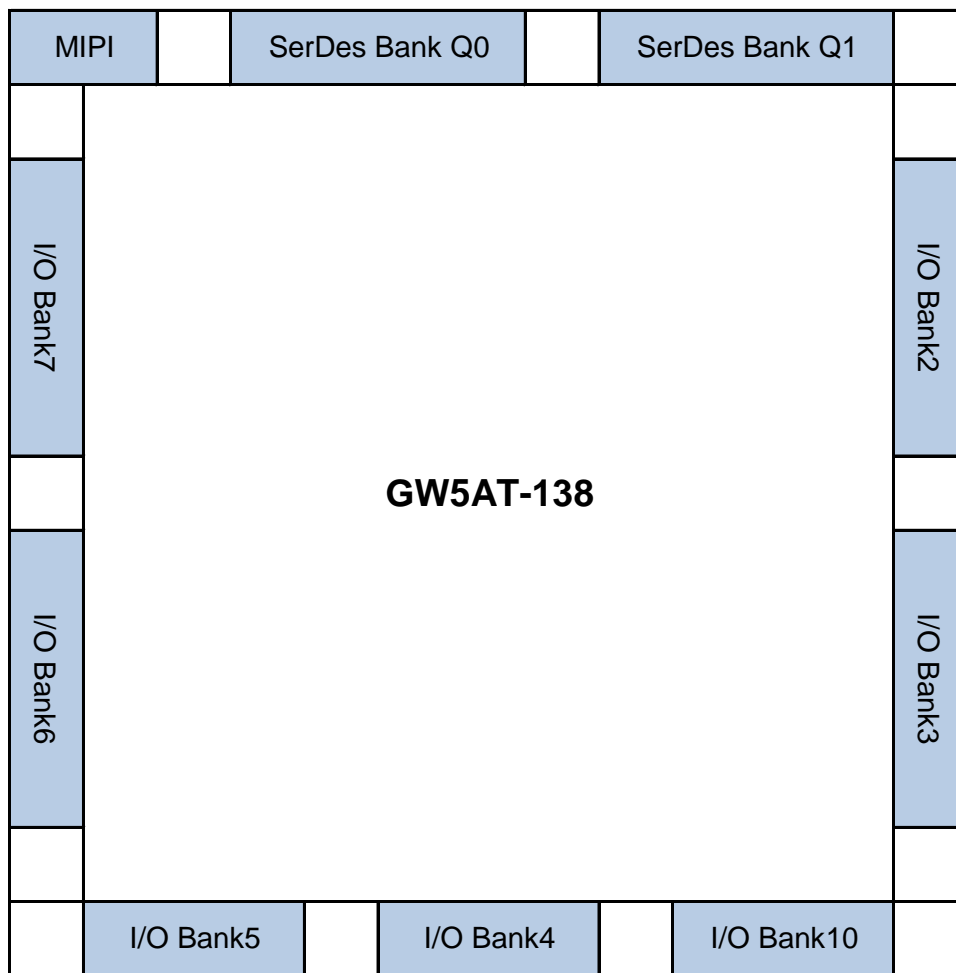 MIPI
SerDes Bank Q0
SerDes Bank Q1
I/O Bank7
I/O Bank2
GW5AT-138
I/O Bank6
I/O Bank3
I/O Bank5
I/O Bank4
I/O Bank10